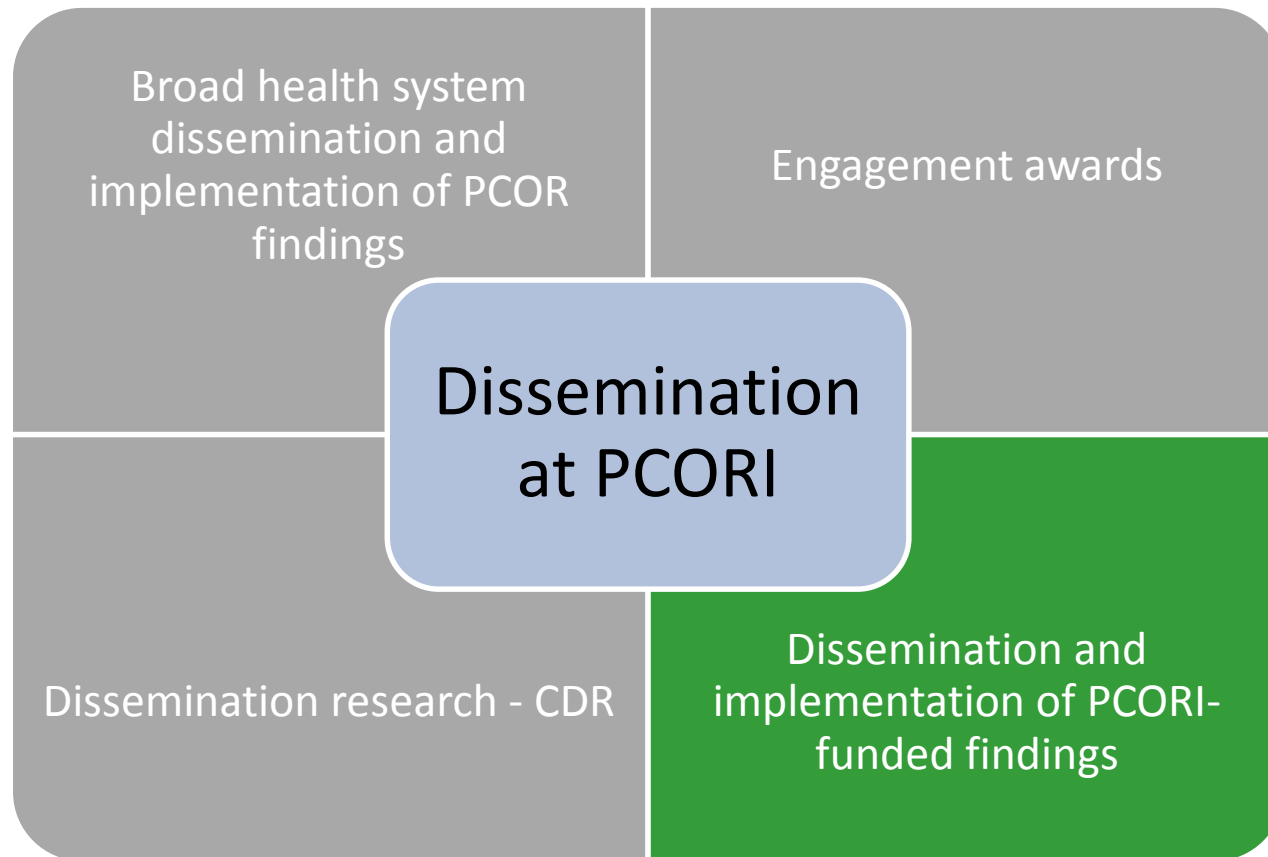 Broad health system
dissemination and
implementation of PCOR
findings
Engagement awards
Dissemination
at PCORI
Dissemination research - CDR
Dissemination and
implementation of PCORI-
funded findings